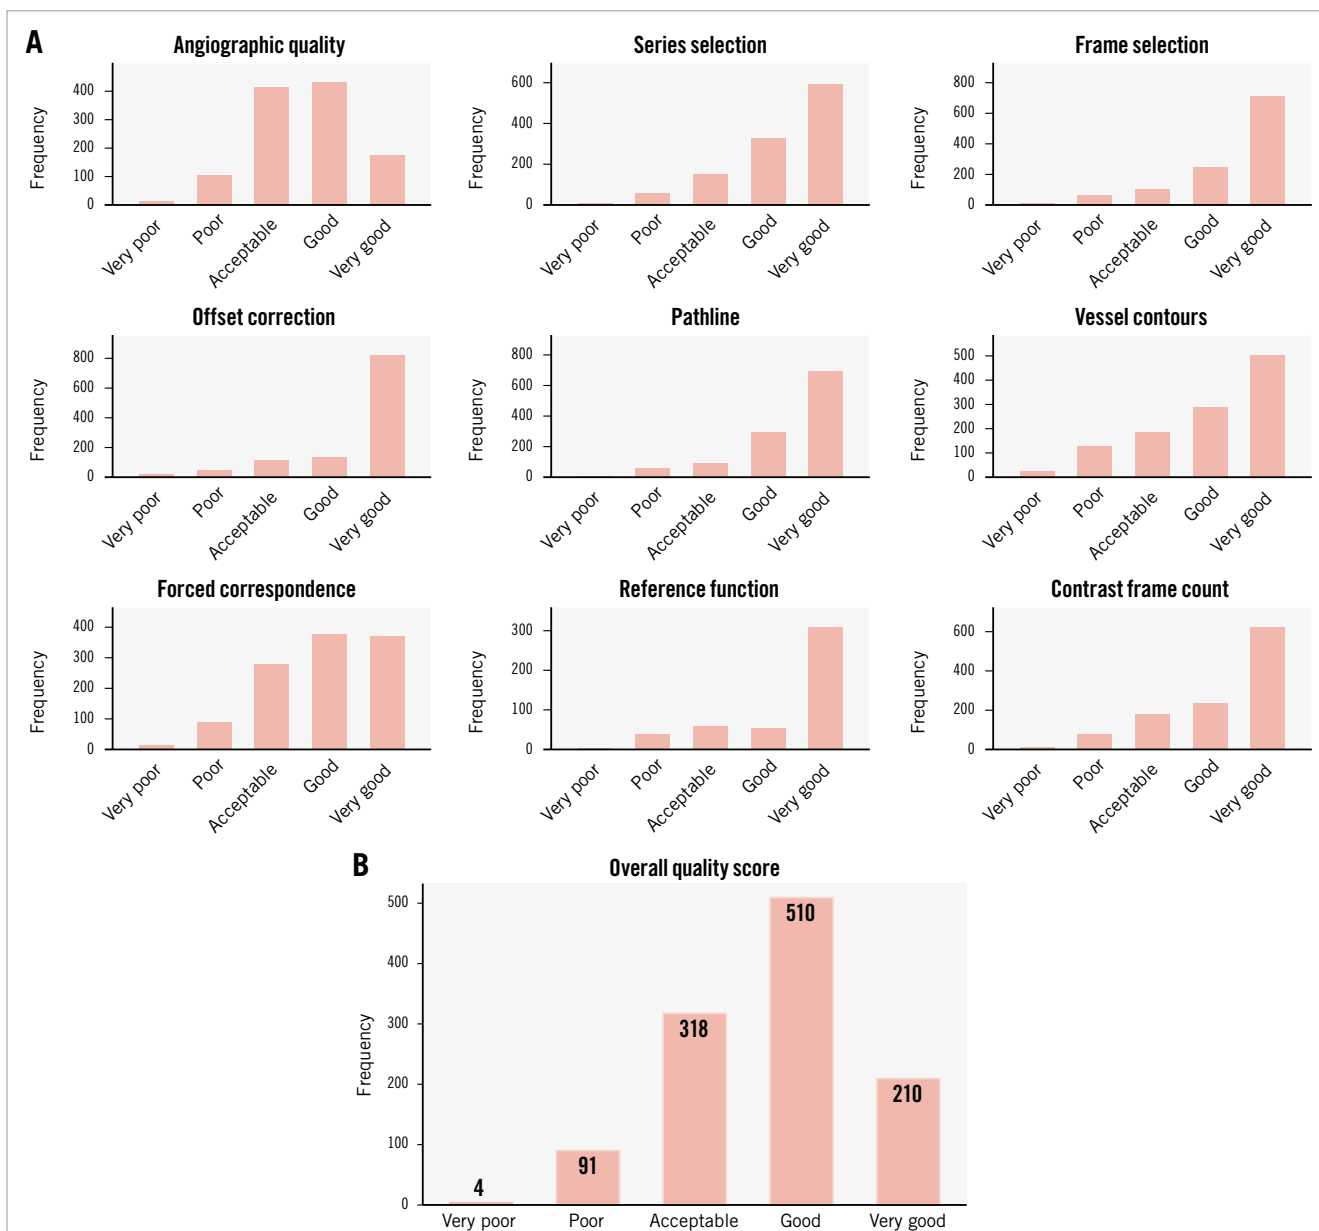 A
Angiographic quality
Frequency
400
300
200
100
0
Very poor
Poor
Acceptable
Good
Very good
Series selection
Frequency
600
400
200
0
Very poor
Poor
Acceptable
Good
Very good
Frame selection
Frequency
800
600
400
200
0
Very poor
Poor
Acceptable
Good
Very good
Offset correction
Frequency
800
600
400
200
0
Very poor
Poor
Acceptable
Good
Very good
Pathline
Frequency
800
600
400
200
0
Very poor
Poor
Acceptable
Good
Very good
Vessel contours
Frequency
500
400
300
200
100
0
Very poor
Poor
Acceptable
Good
Very good
Forced correspondence
Frequency
400
300
200
100
0
Very poor
Poor
Acceptable
Good
Very good
Reference function
Frequency
300
200
100
0
Very poor
Poor
Acceptable
Good
Very good
Contrast frame count
Frequency
600
400
200
0
Very poor
Poor
Acceptable
Good
Very good
B
Overall quality score
Frequency
500
400
300
200
100
0
4
91
318
510
210
Very poor
Poor
Acceptable
Good
Very good